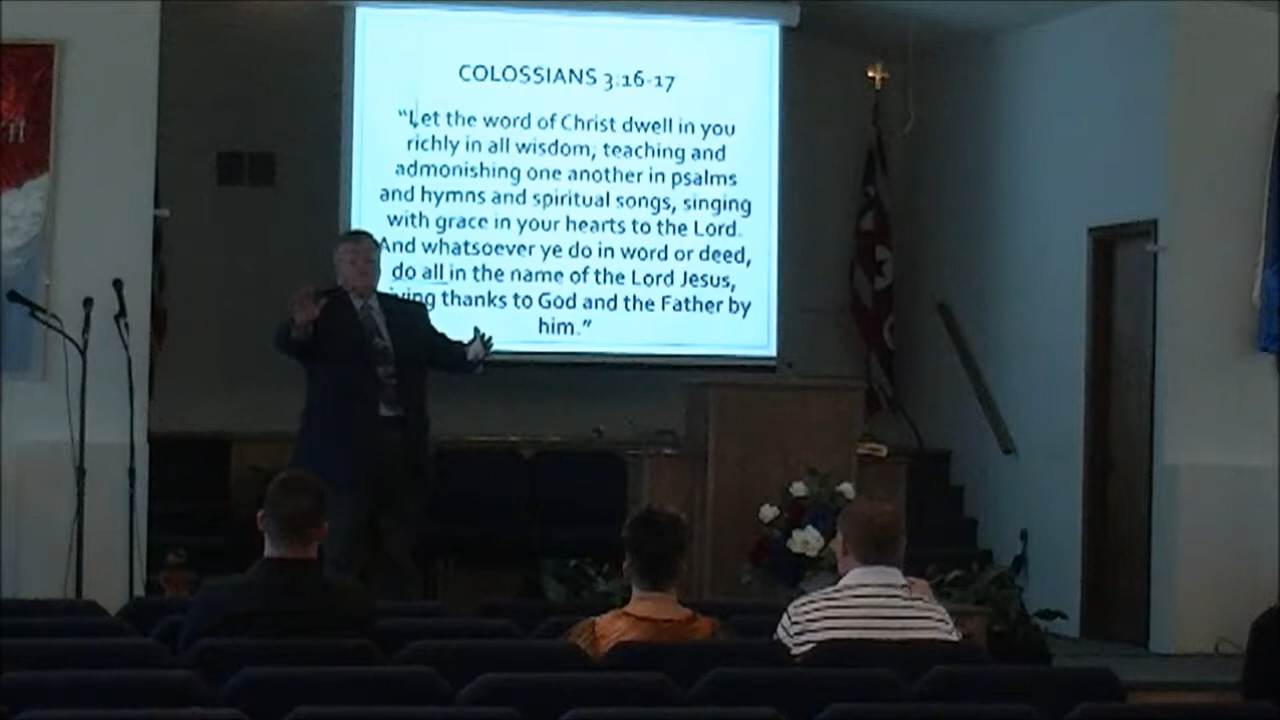 COLOSSIANS 3:16-17
“Let the word of Christ dwell in you
richly in all wisdom; teaching and
admonishing one another in psalms
and hymns and spiritual songs, singing
with grace in your hearts to the Lord.
And whatsoever ye do in word or deed,
do all in the name of the Lord Jesus,
thanks to God and the Father by
him.”